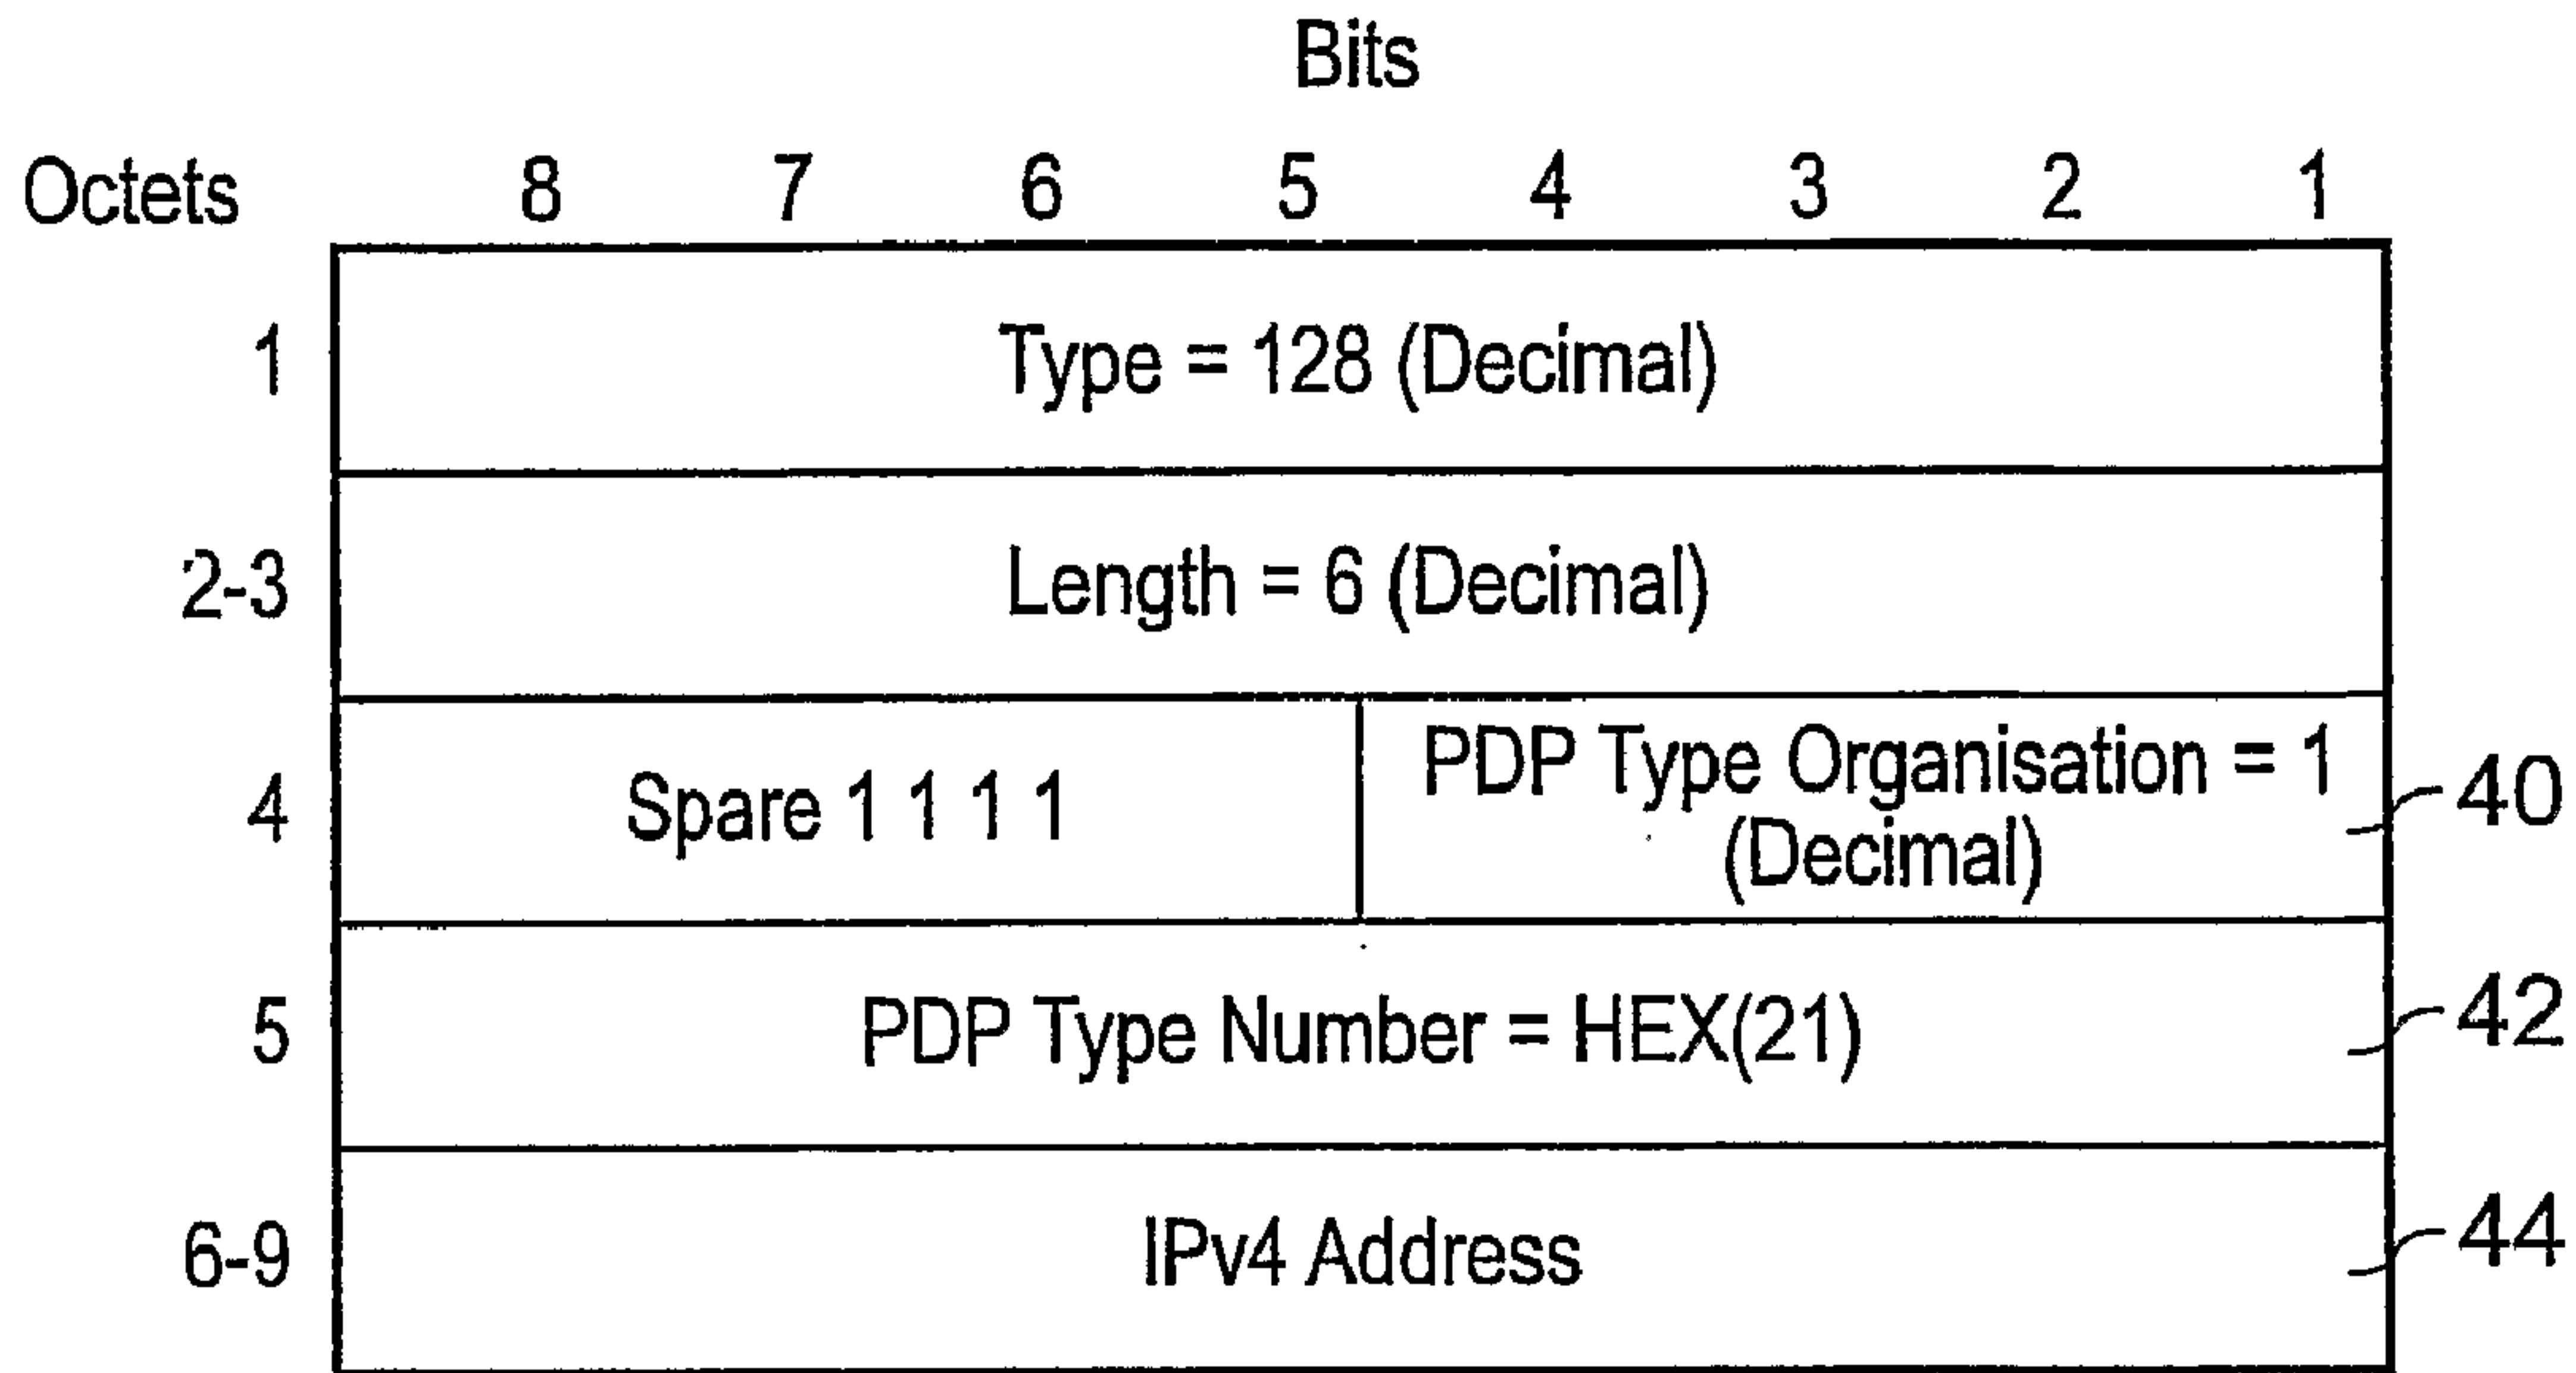 Bits
Octets 8 7 6 5 4 3 2 1
1 Type = 128 (Decimal)
2-3 Length = 6 (Decimal)
4 Spare 1 1 1 1 PDP Type Organisation = 1 (Decimal) 40
5 PDP Type Number = HEX(21) 42
6-9 IPv4 Address 44